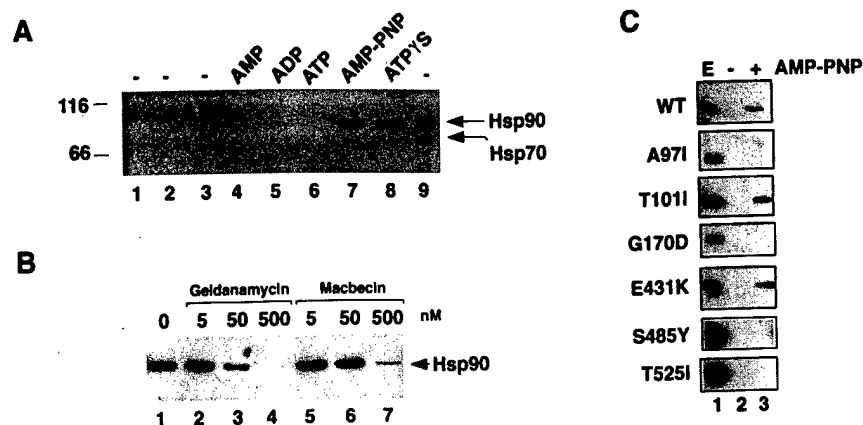 A
- - - AMP ADP ATP AMP-PNP ATPγS -
116
66
Hsp90
Hsp70
1 2 3 4 5 6 7 8 9
B
Geldanamycin Macbecin
0 5 50 500 5 50 500 nM
Hsp90
1 2 3 4 5 6 7
C
E - + AMP-PNP
WT
A97I
T101I
G170D
E431K
S485Y
T525I
1 2 3